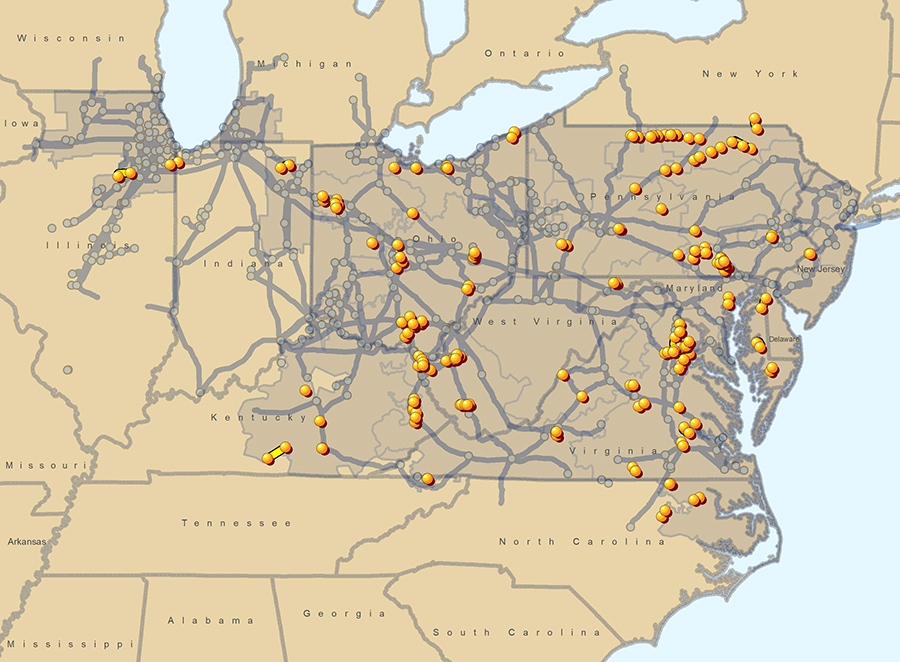 Wisconsin
Michigan
Ontario
New York
Iowa
Pennsylvania
Illinois
Ohio
Indiana
New Jersey
Maryland
West Virginia
Delaware
Kentucky
Virginia
Missouri
Tennessee
Arkansas
North Carolina
Georgia
Alabama
South Carolina
Mississippi